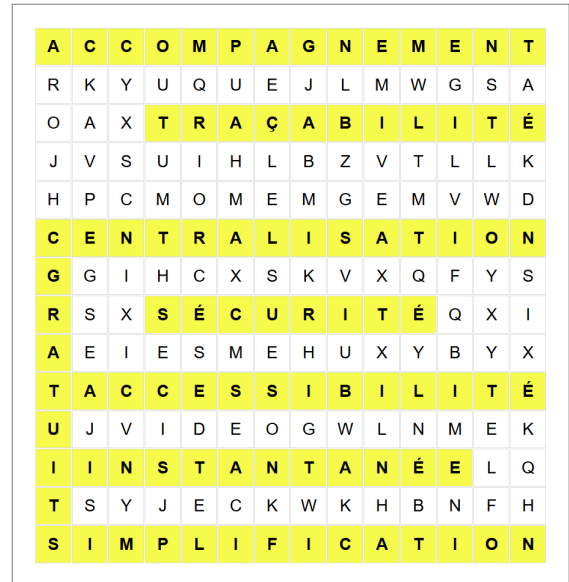 A C C O M P A G N E M E N T
R K Y U Q U E J L M W G S A
O A X T R A Ç A B I L I T É
J V S U I H L B Z V T L L K
H P C M O M E M G E M V W D
C E N T R A L I S A T I O N
G G I H C X S K V X Q F Y S
R S X S É C U R I T É Q X I
A E I E S M E H U X Y B Y X
T A C C E S S I B I L I T É
U J V I D E O G W L N M E K
I I N S T A N T A N É E L Q
T S Y J E C K W K H B N F H
S I M P L I F I C A T I O N